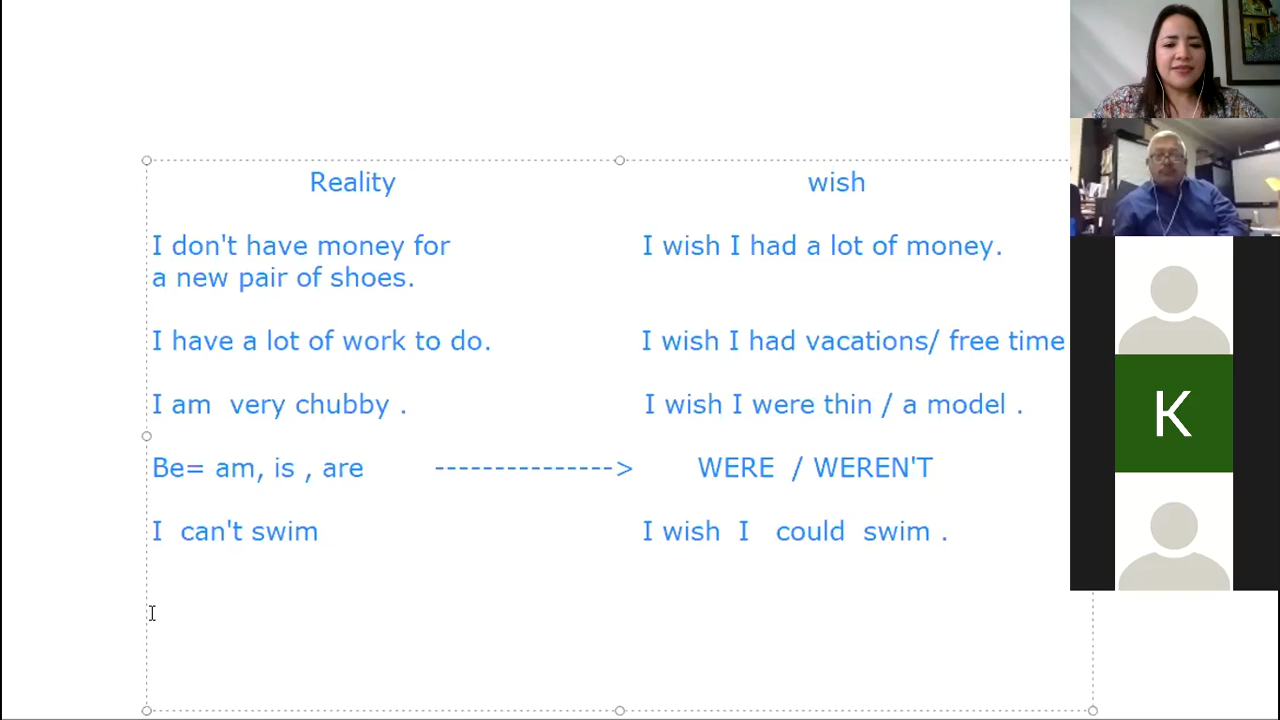 Reality wish
I don't have money for I wish I had a lot of money.
a new pair of shoes.
I have a lot of work to do. I wish I had vacations/ free time
I am very chubby . I wish I were thin / a model .
Be= am, is , are ---------------> WERE / WEREN'T
I can't swim I wish I could swim .
K